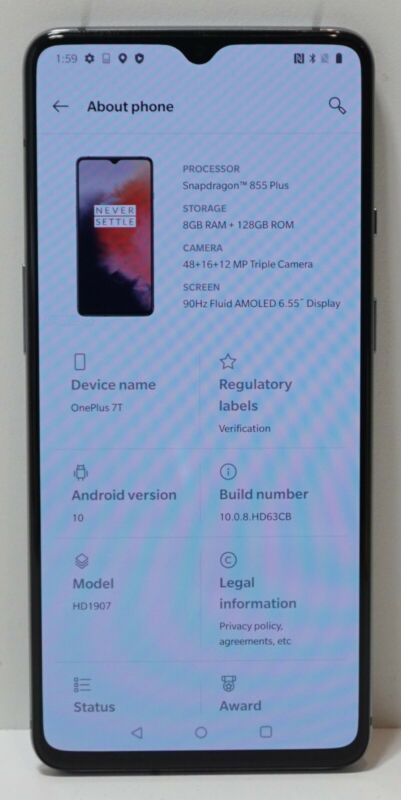 1:59
About phone
PROCESSOR
Snapdragon™ 855 Plus
STORAGE
8GB RAM + 128GB ROM
CAMERA
48+16+12 MP Triple Camera
SCREEN
90Hz Fluid AMOLED 6.55" Display
NEVER
SETTLE
Device name
OnePlus 7T
Regulatory
labels
Verification
Android version
10
Build number
10.0.8.HD63CB
Model
HD1907
Legal
information
Privacy policy,
agreements, etc
Status
Award